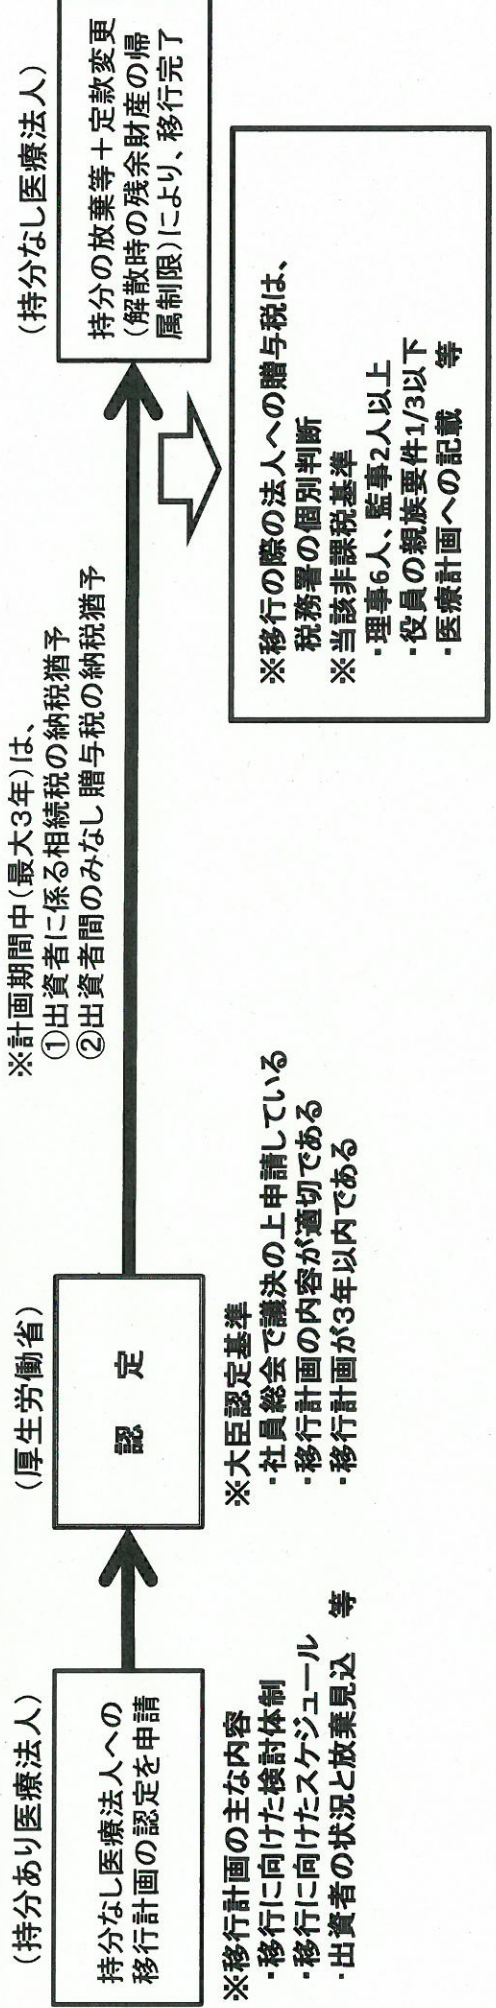 (持分あり医療法人)
持分なし医療法人への
移行計画の認定を申請
※移行計画の主な内容
・移行に向けた検討体制
・移行に向けたスケジュール
・出資者の状況と放棄見込　等
(厚生労働省)
認　定
※大臣認定基準
・社員総会で議決の上申請している
・移行計画の内容が適切である
・移行計画が3年以内である
※計画期間中(最大3年)は、
①出資者に係る相続税の納税猶予
②出資者間のみなし贈与税の納税猶予
(持分なし医療法人)
持分の放棄等＋定款変更
(解散時の残余財産の帰
属制限)により、移行完了
※移行の際の法人への贈与税は、
税務署の個別判断
※当該非課税基準
・理事6人、監事2人以上
・役員の親族要件1/3以下
・医療計画への記載　等